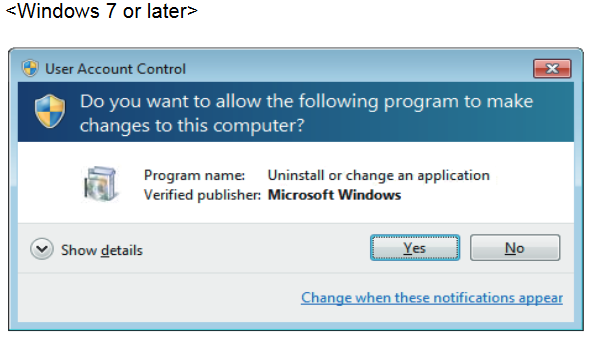 <Windows 7 or later>
User Account Control
Do you want to allow the following program to make
changes to this computer?
Program name: Uninstall or change an application
Verified publisher: Microsoft Windows
Show details
Yes
No
Change when these notifications appear